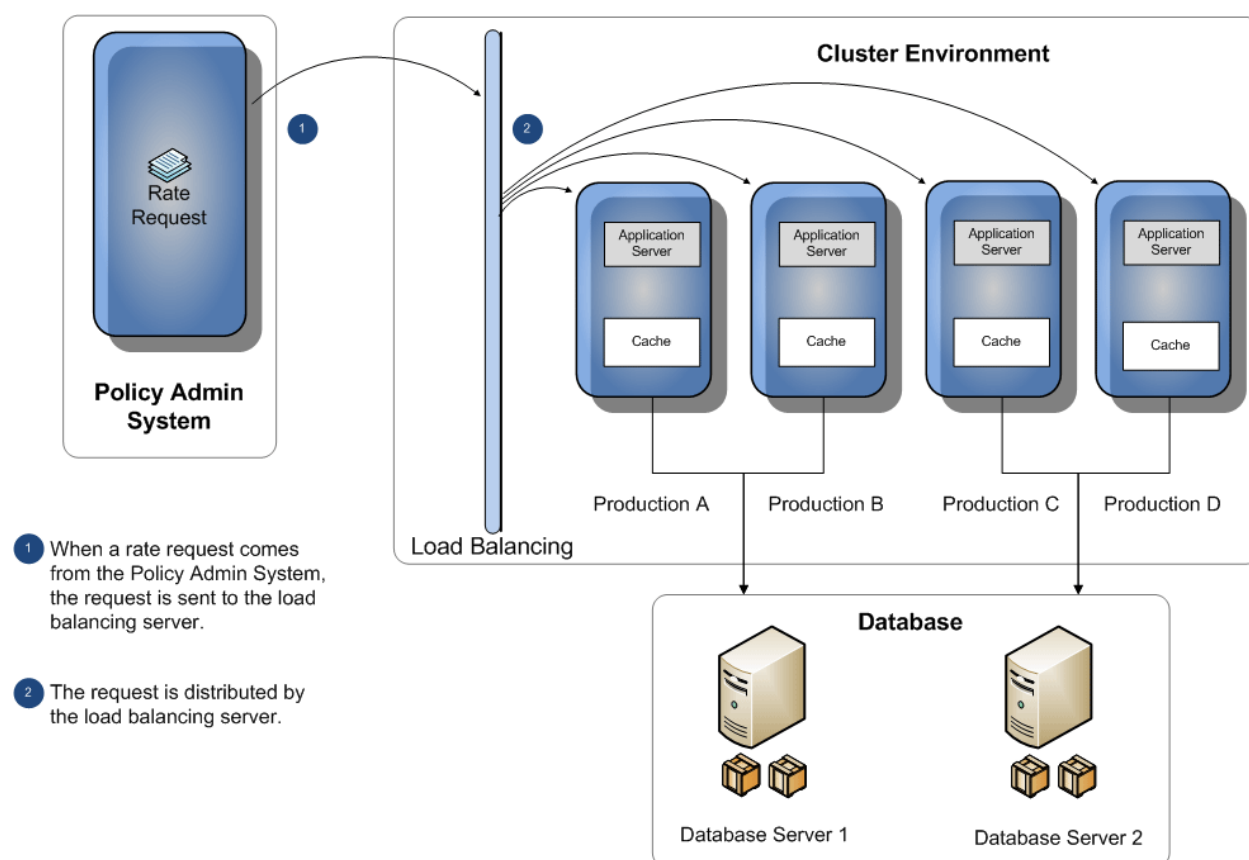 Cluster Environment
1
2
Rate
Request
Policy Admin
System
Application
Server
Cache
Application
Server
Cache
Application
Server
Cache
Application
Server
Cache
Production A
Production B
Production C
Production D
Load Balancing
1 When a rate request comes
from the Policy Admin System,
the request is sent to the load
balancing server.
2 The request is distributed by
the load balancing server.
Database
Database Server 1
Database Server 2